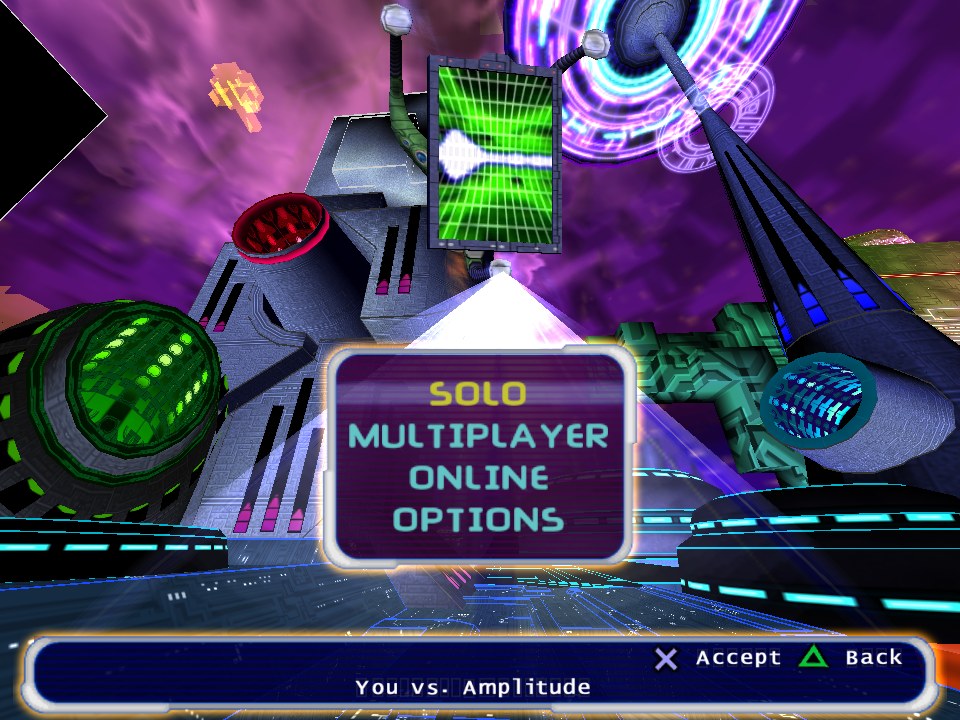 SOLO
MULTIPLAYER
ONLINE
OPTIONS
Accept Back
You vs. Amplitude